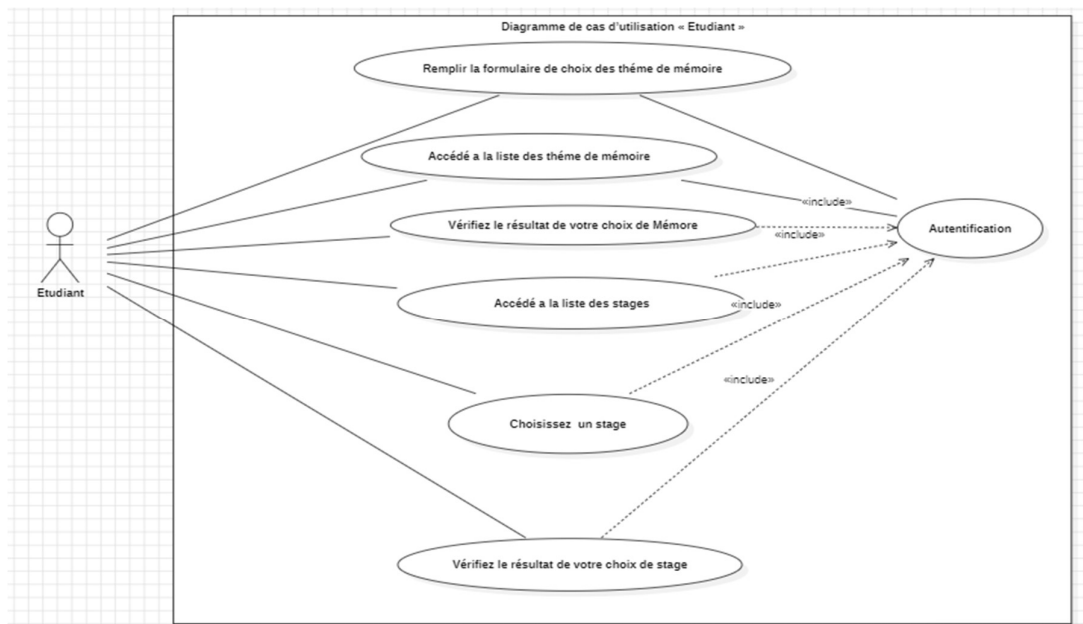 Diagramme de cas d'utilisation « Etudiant »
Remplir la formulaire de choix des théme de mémoire
Accédé a la liste des théme de mémoire
«include»
Vérifiez le résultat de votre choix de Mémore
«include»
Autentification
Etudiant
Accédé a la liste des stages
«include»
«include»
Choisissez un stage
Vérifiez le résultat de votre choix de stage